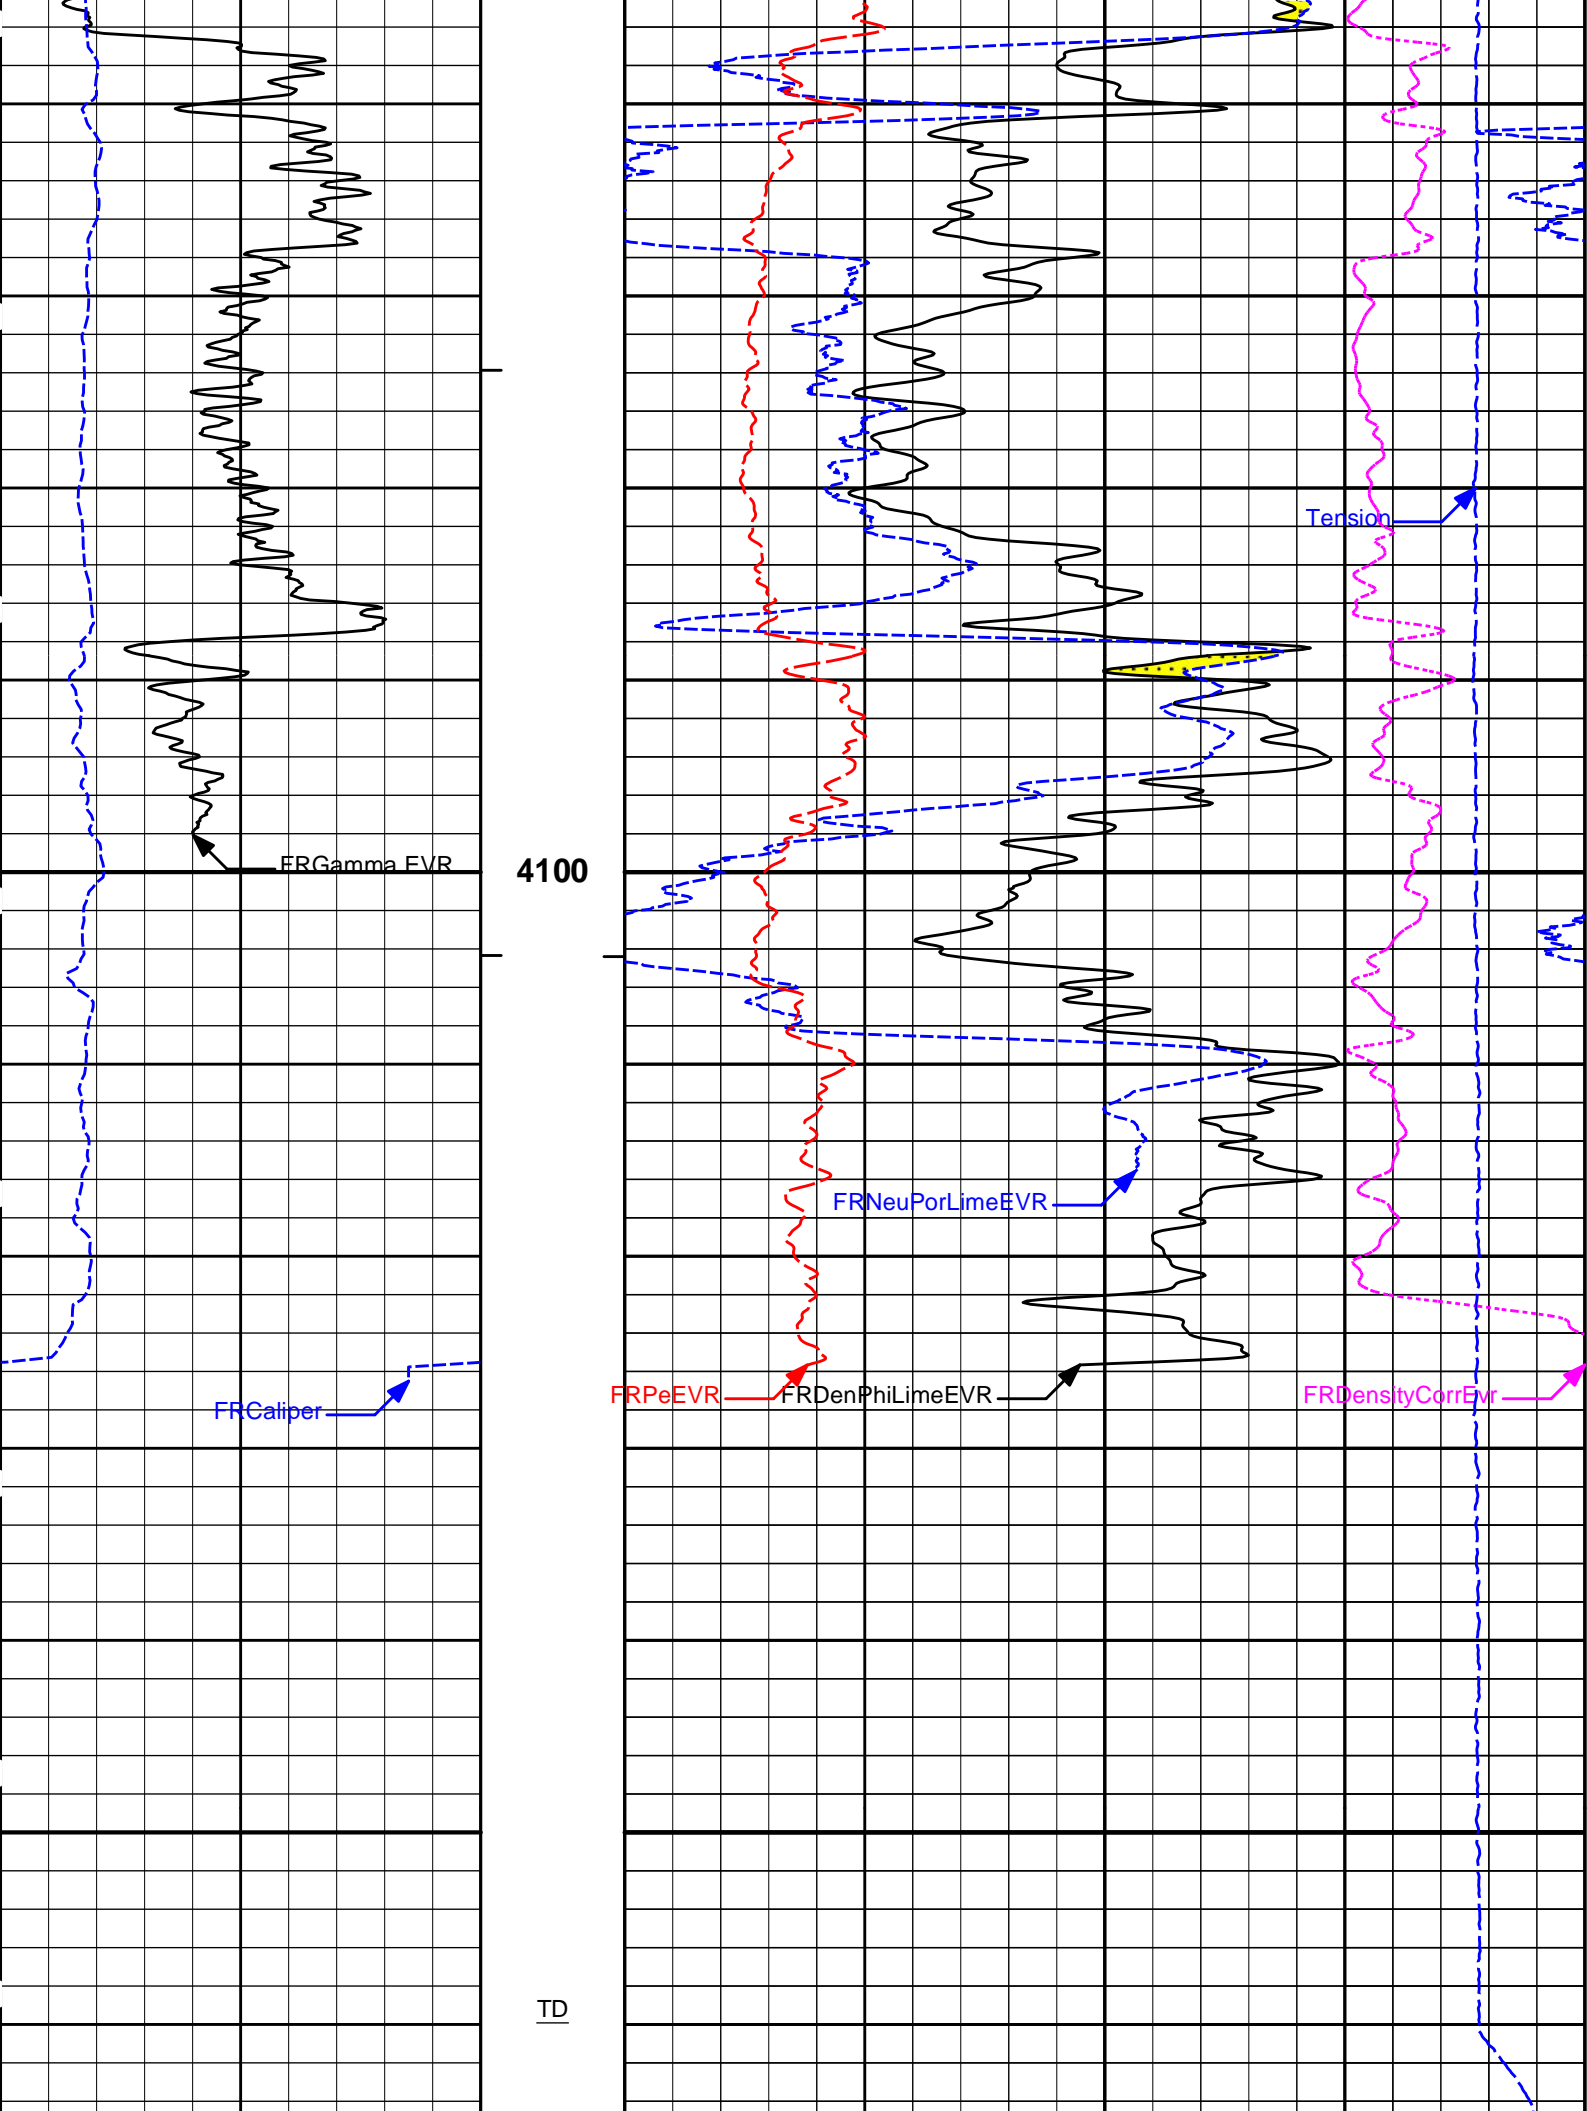 Tension
FRGamma EVR
4100
FRNeuPorLimeEVR
FRPeEVR
FRDenPhiLimeEVR
FRDensityCorrEvr
FRCaliper
TD